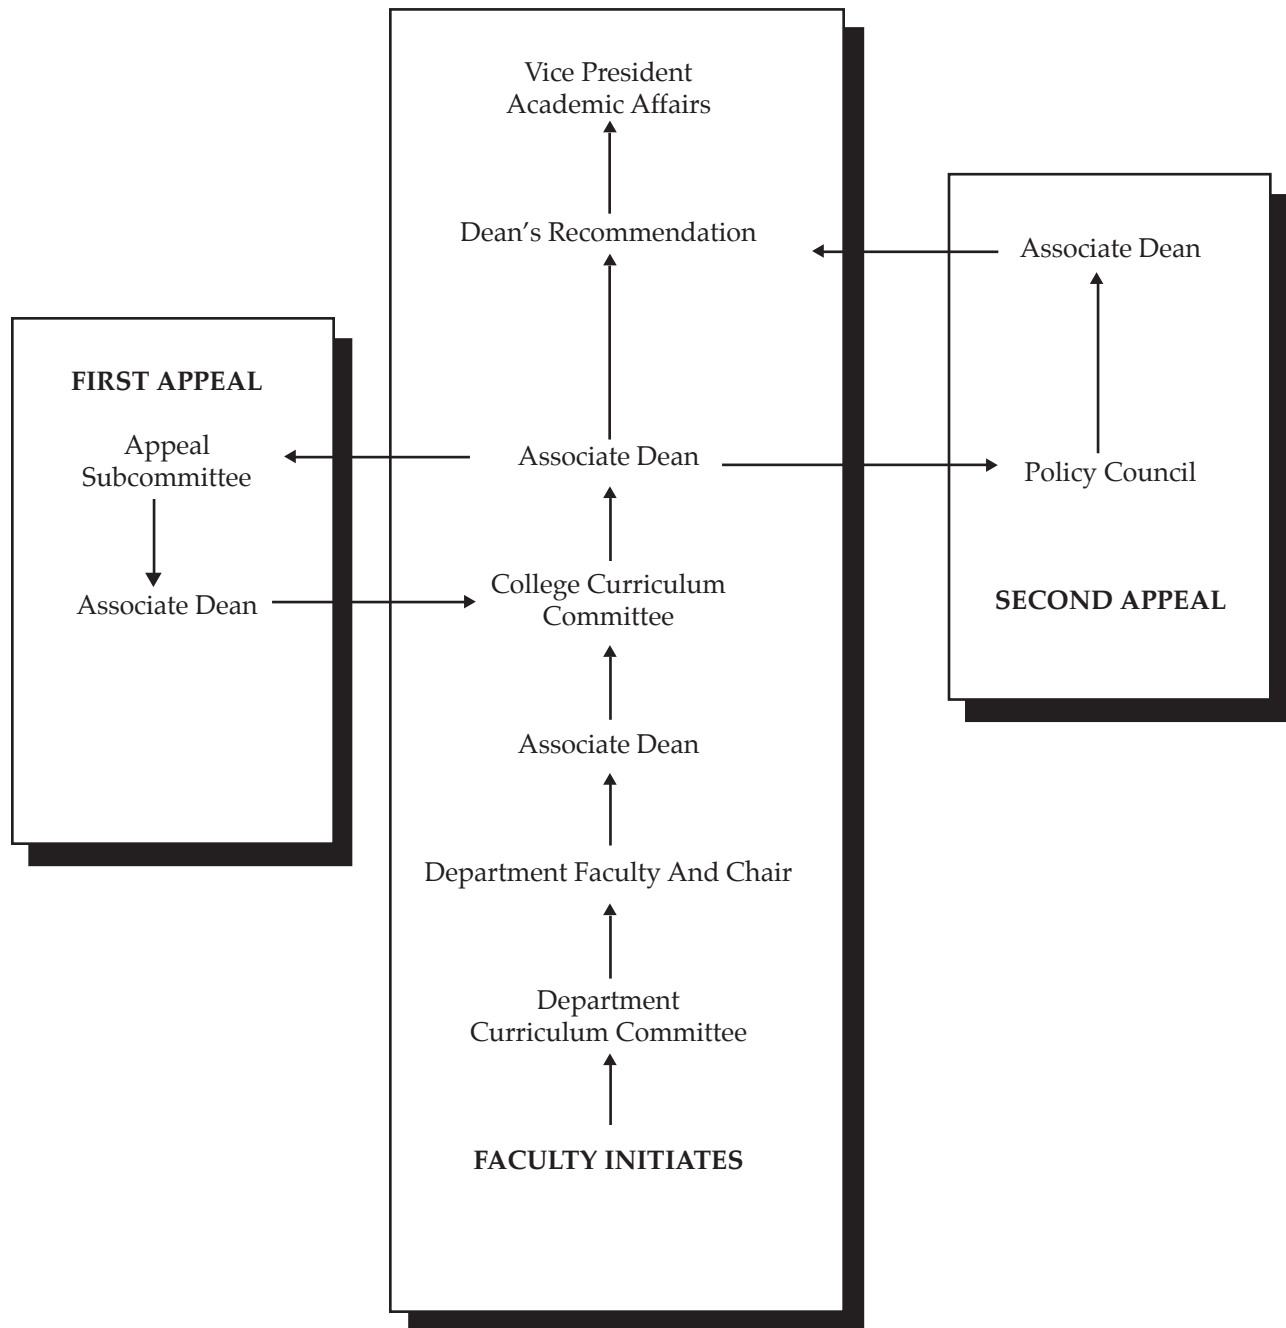 Vice President
Academic Affairs
Dean's Recommendation
Associate Dean
FIRST APPEAL
Appeal
Subcommittee
Associate Dean
Associate Dean
Policy Council
College Curriculum
Committee
SECOND APPEAL
Associate Dean
Department Faculty And Chair
Department
Curriculum Committee
FACULTY INITIATES